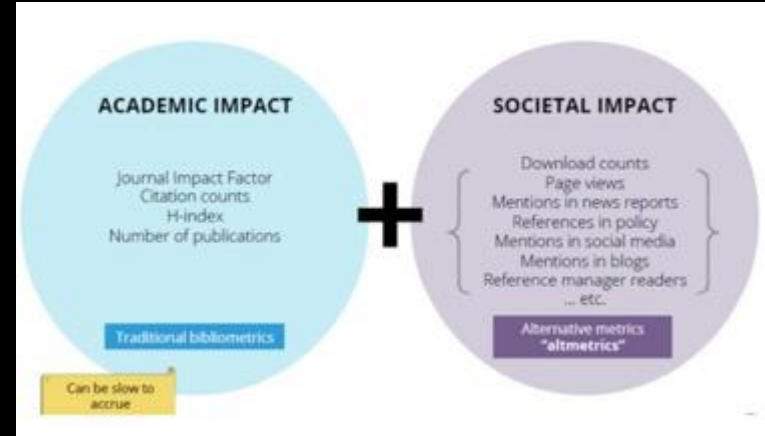 ACADEMIC IMPACT
Journal Impact Factor
Citation counts
H-index
Number of publications
Traditional bibliometrics
Can be slow to
accrue
+
SOCIETAL IMPACT
Download counts
Page views
Mentions in news reports
References in policy
Mentions in social media
Mentions in blogs
Reference manager readers
... etc.
Alternative metrics
"altmetrics"